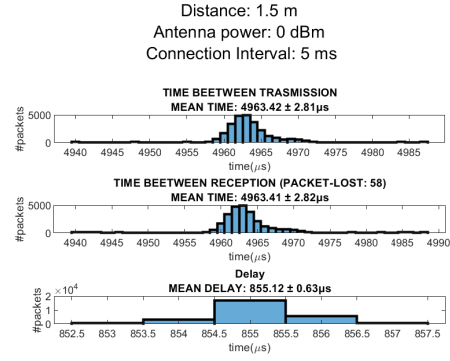 Distance: 1.5 m
Antenna power: 0 dBm
Connection Interval: 5 ms
TIME BEETWEEN TRASMISSION
MEAN TIME: 4963.42 ± 2.81μs
5000
0
#packets
4940 4945 4950 4955 4960 4965 4970 4975 4980 4985
time(μs)
TIME BEETWEEN RECEPTION (PACKET-LOST: 58)
MEAN TIME: 4963.41 ± 2.82μs
5000
0
#packets
4940 4945 4950 4955 4960 4965 4970 4975 4980 4985 4990
time(μs)
Delay
MEAN DELAY: 855.12 ± 0.63μs
×10⁴
2
1
0
#packets
852.5 853.5 854 854.5 855 855.5 856 856.5 857 857.5
time(μs)